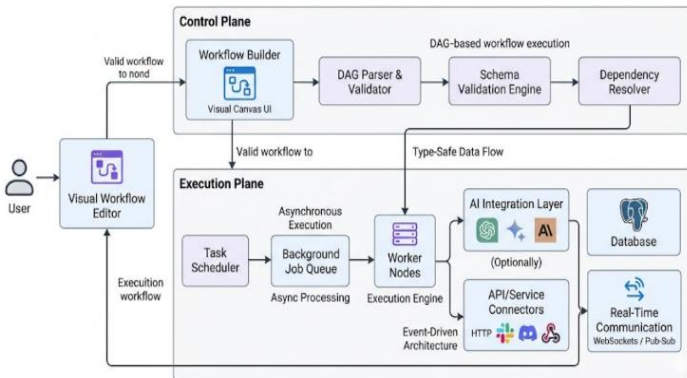 Control Plane
Valid workflow
to nond
Workflow Builder
Visual Canvas UI
DAG-based workflow execution
DAG Parser &
Validator
Schema
Validation Engine
Dependency
Resolver
User
Visual Workflow
Editor
Valid workflow to
Type-Safe Data Flow
Execution Plane
Task
Scheduler
Asynchronous
Execution
Background
Job Queue
Async Processing
Worker
Nodes
Execution Engine
AI Integration Layer
AI
(Optionally)
API/Service
Connectors
HTTP
Event-Driven
Architecture
Database
Real-Time
Communication
WebSockets / Pub-Sub
Execution
workflow